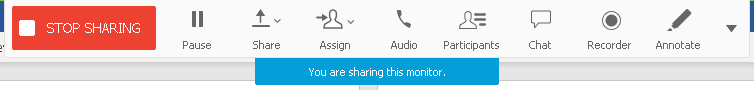 STOP SHARING
Pause
Share
Assign
Audio
Participants
Chat
Recorder
Annotate
You are sharing this monitor.